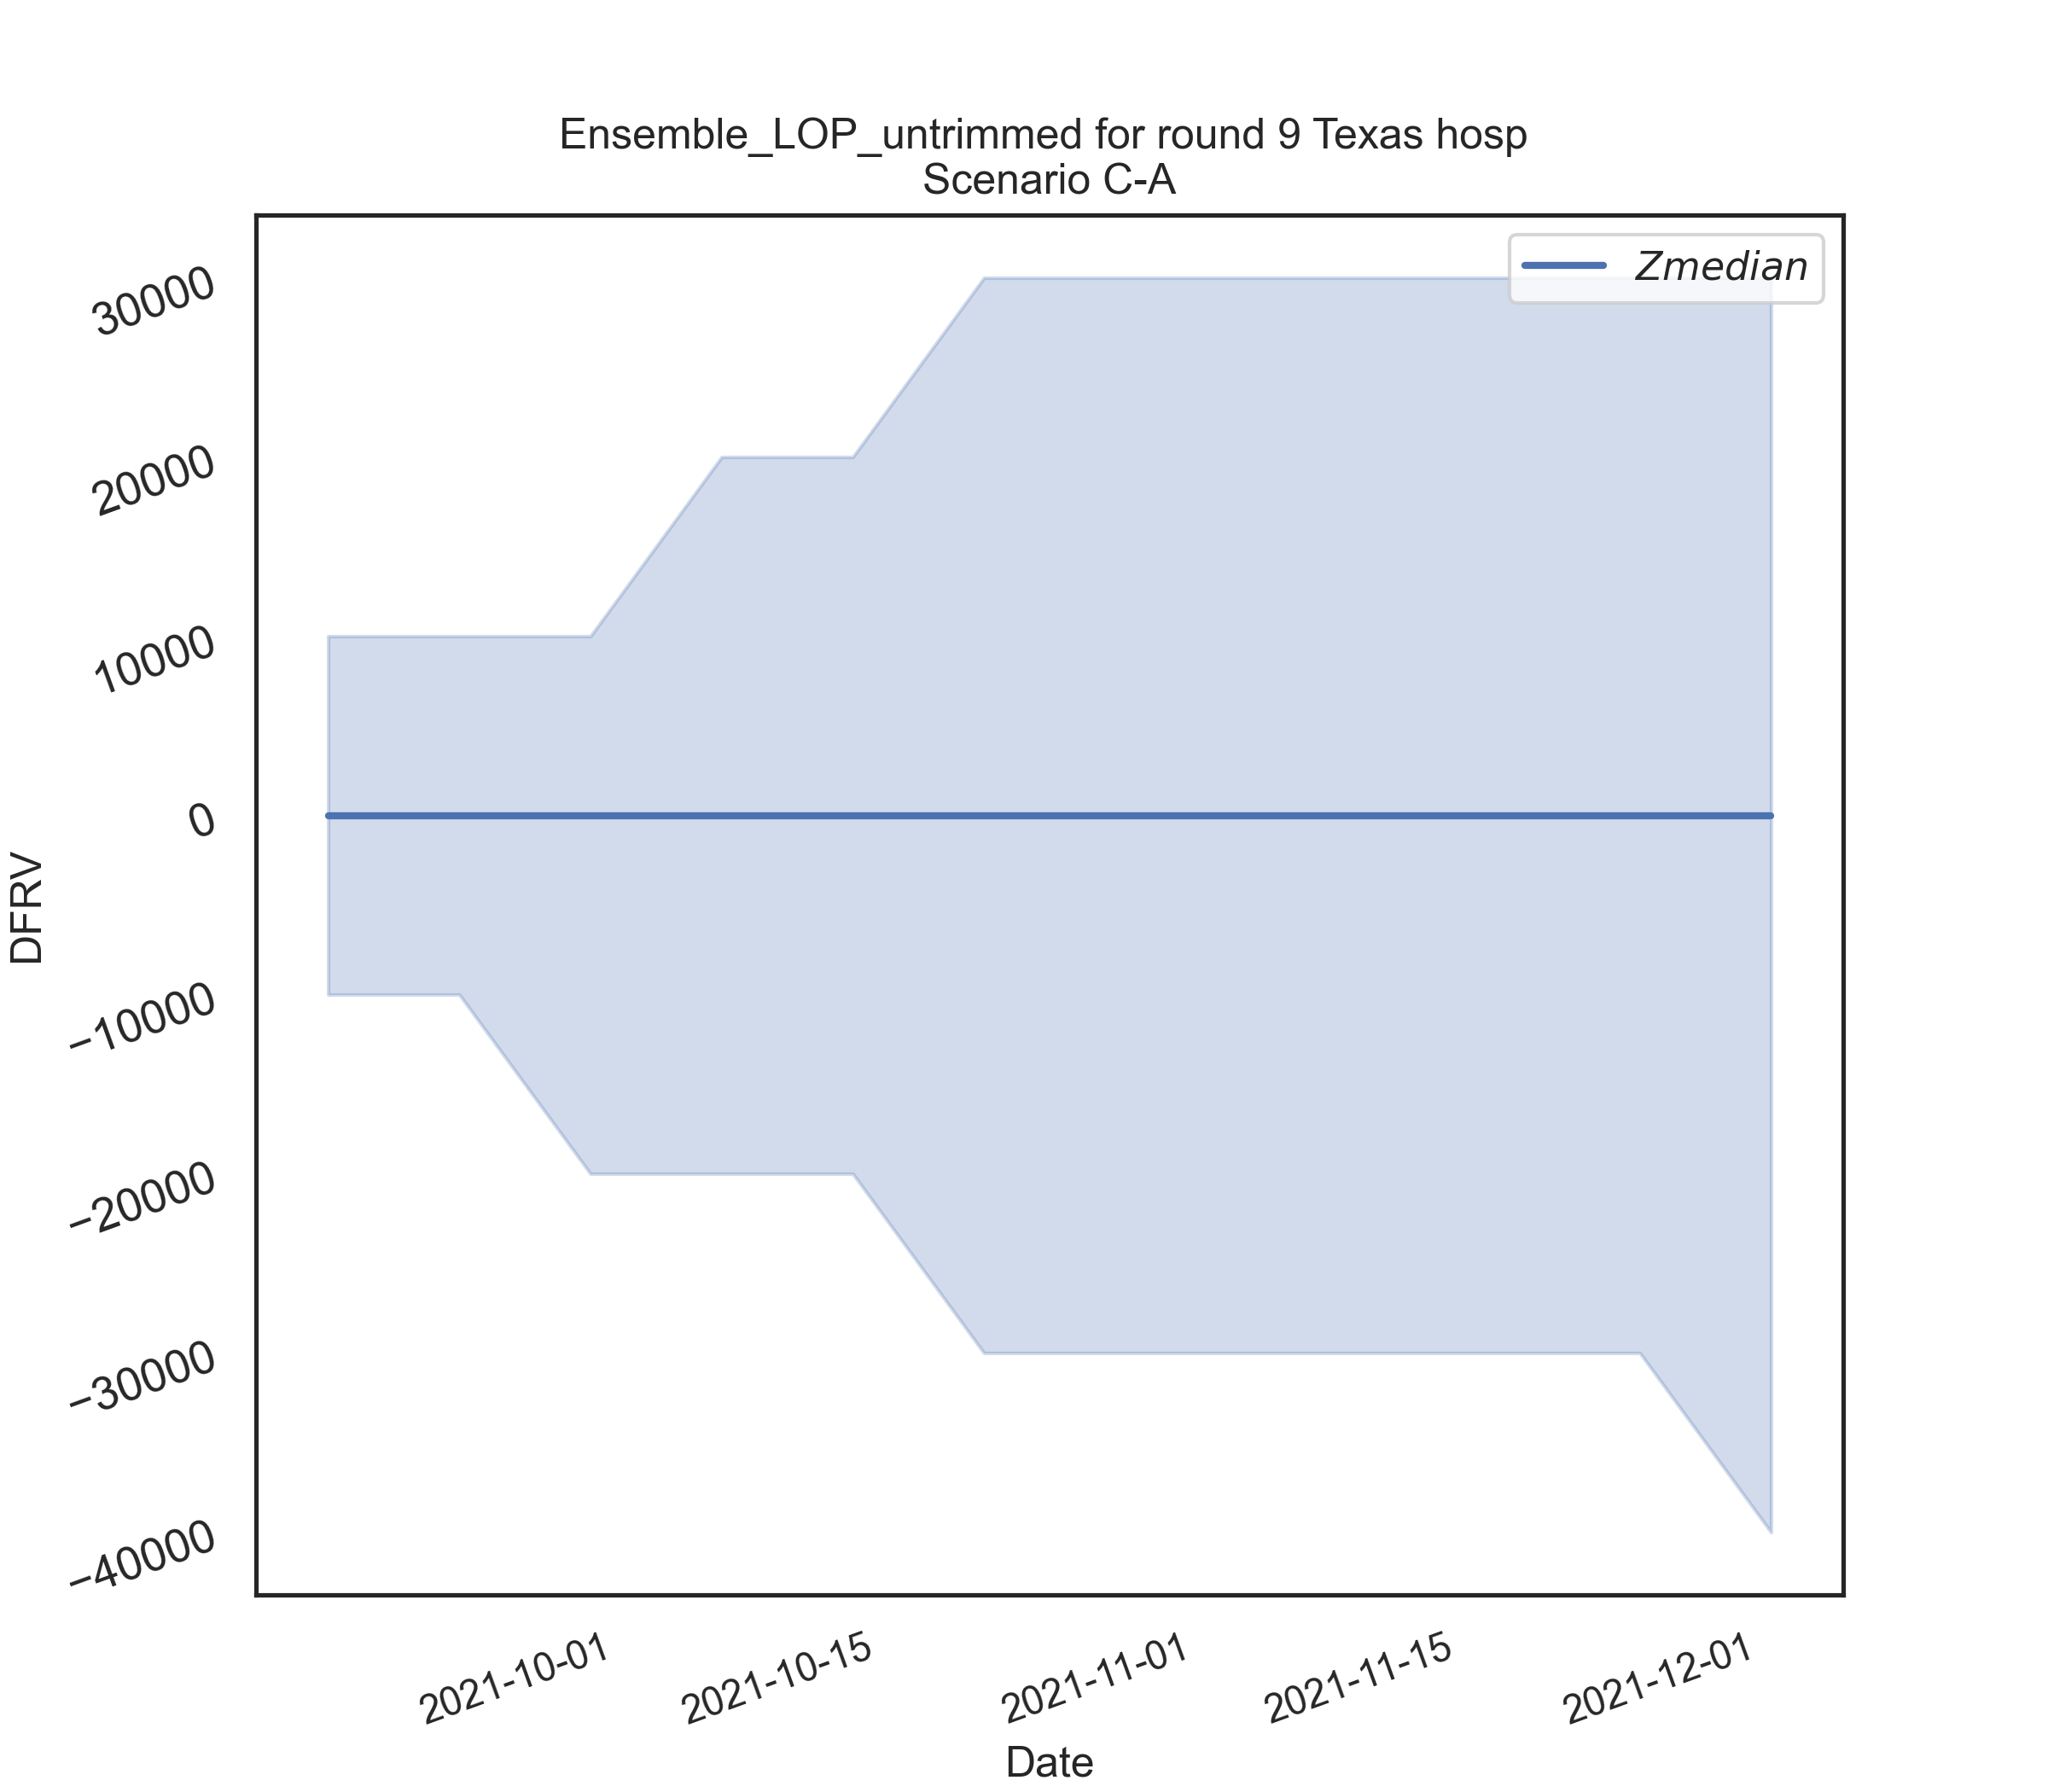 Ensemble_LOP_untrimmed for round 9 Texas hosp
Scenario C-A
Zmedian
30000
20000
10000
0
−10000
−20000
−30000
−40000
DFRV
2021-10-01
2021-10-15
2021-11-01
2021-11-15
2021-12-01
Date